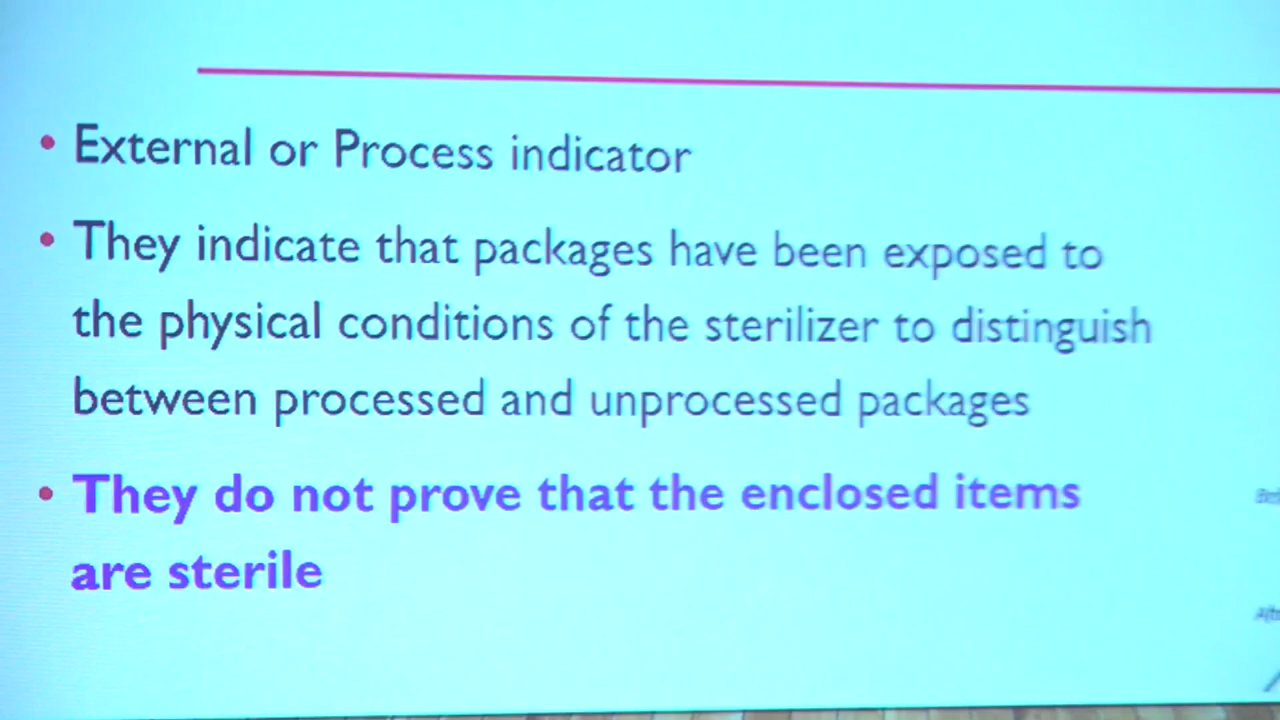 • External or Process indicator
• They indicate that packages have been exposed to
the physical conditions of the sterilizer to distinguish
between processed and unprocessed packages
• They do not prove that the enclosed items
are sterile